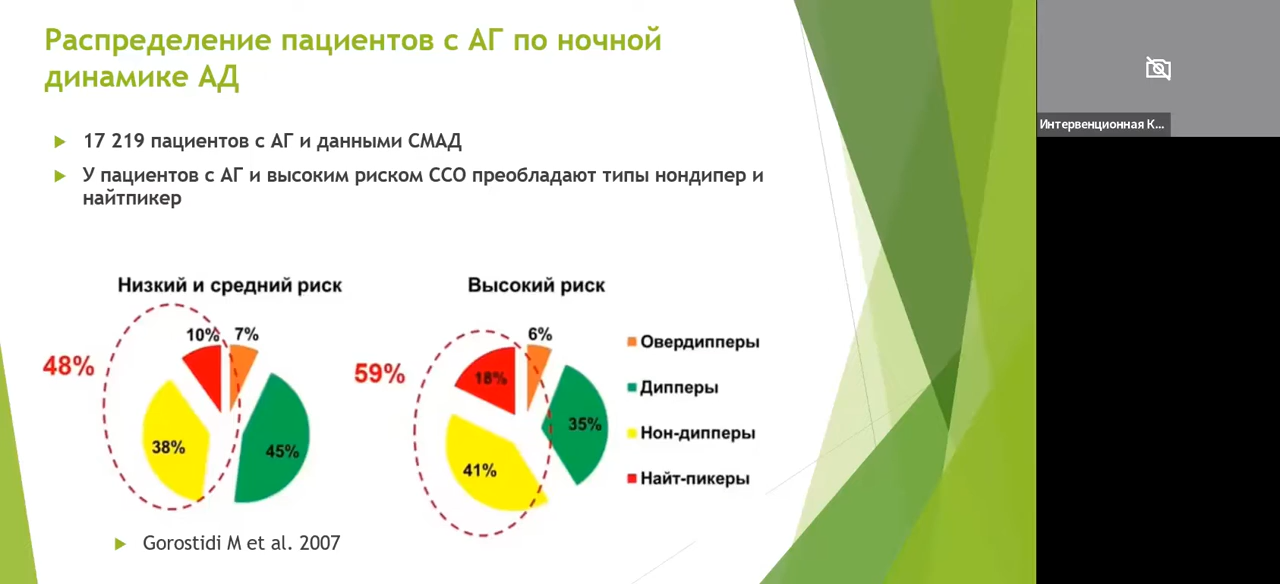 Распределение пациентов с АГ по ночной
динамике АД
17 219 пациентов с АГ и данными СМАД
У пациентов с АГ и высоким риском ССО преобладают типы нондипер и
найтпикер
Низкий и средний риск
10% 7%
48%
38%
45%
Высокий риск
6%
59%
18%
35%
41%
Овердипперы
Дипперы
Нон-дипперы
Найт-пикеры
Gorostidi M et al. 2007
Интервенционная К...